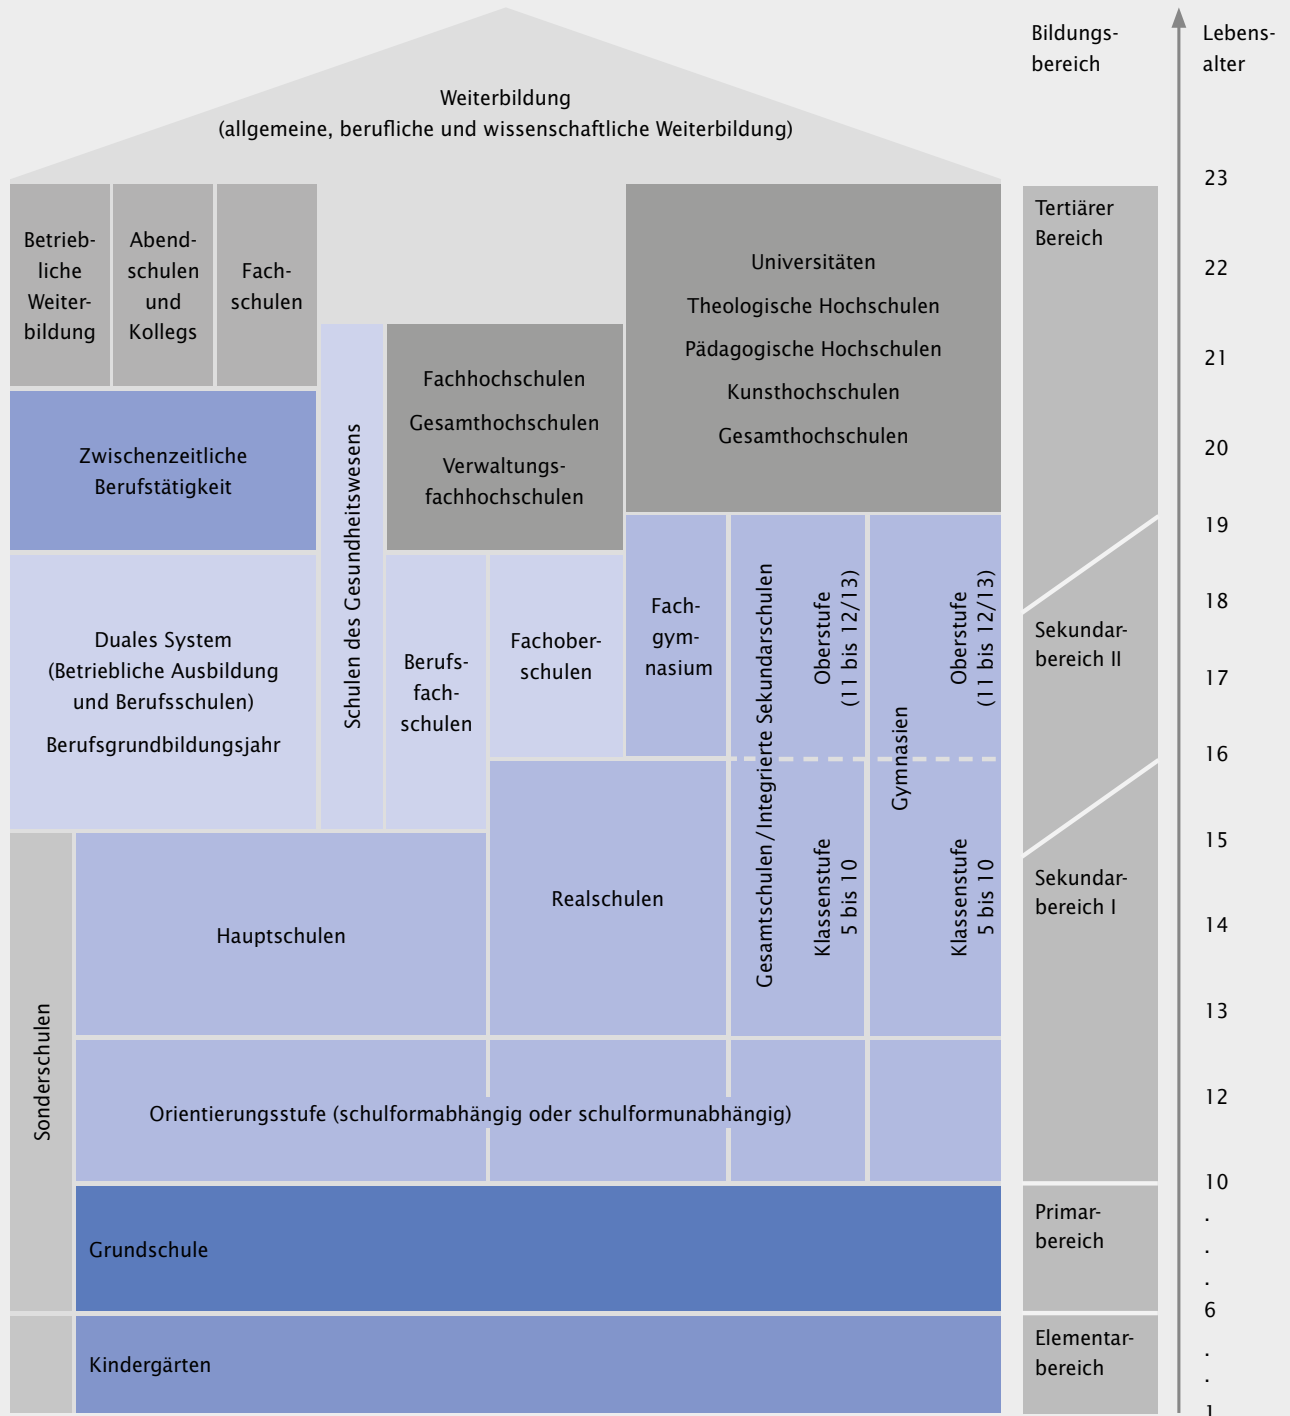 Bildungs-
bereich
Lebens-
alter
Weiterbildung
(allgemeine, berufliche und wissenschaftliche Weiterbildung)
Betrieb-
liche
Weiter-
bildung
Abend-
schulen
und
Kollegs
Fach-
schulen
Universitäten
Theologische Hochschulen
Pädagogische Hochschulen
Kunsthochschulen
Gesamthochschulen
Fachhochschulen
Gesamthochschulen
Verwaltungs-
fachhochschulen
Zwischenzeitliche
Berufstätigkeit
Schulen des Gesundheitswesens
Duales System
(Betriebliche Ausbildung
und Berufsschulen)
Berufsgrundbildungsjahr
Berufs-
fach-
schulen
Fachober-
schulen
Fach-
gym-
nasium
Gesamtschulen/Integrierte Sekundarschulen
Oberstufe
(11 bis 12/13)
Klassenstufe
5 bis 10
Gymnasien
Oberstufe
(11 bis 12/13)
Klassenstufe
5 bis 10
Hauptschulen
Realschulen
Sonderschulen
Orientierungsstufe (schulformabhängig oder schulformunabhängig)
Grundschule
Kindergärten
Tertiärer
Bereich
Sekundar-
bereich II
Sekundar-
bereich I
Primar-
bereich
Elementar-
bereich
23
22
21
20
19
18
17
16
15
14
13
12
10
.
.
.
6
.
.
1